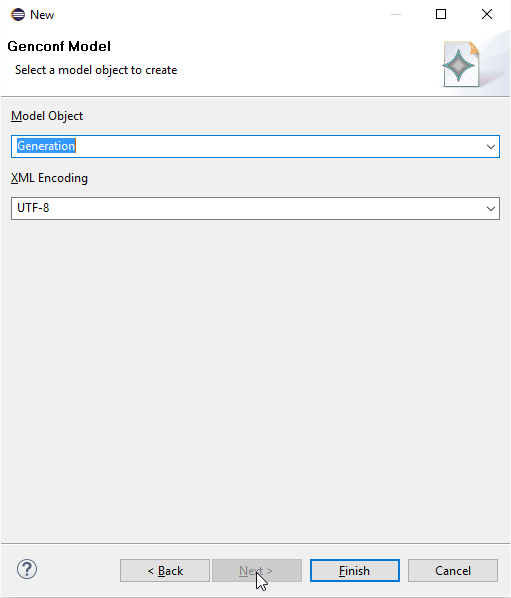 New
Genconf Model
Select a model object to create
Model Object
Generation
XML Encoding
UTF-8
?
< Back
Next >
Finish
Cancel